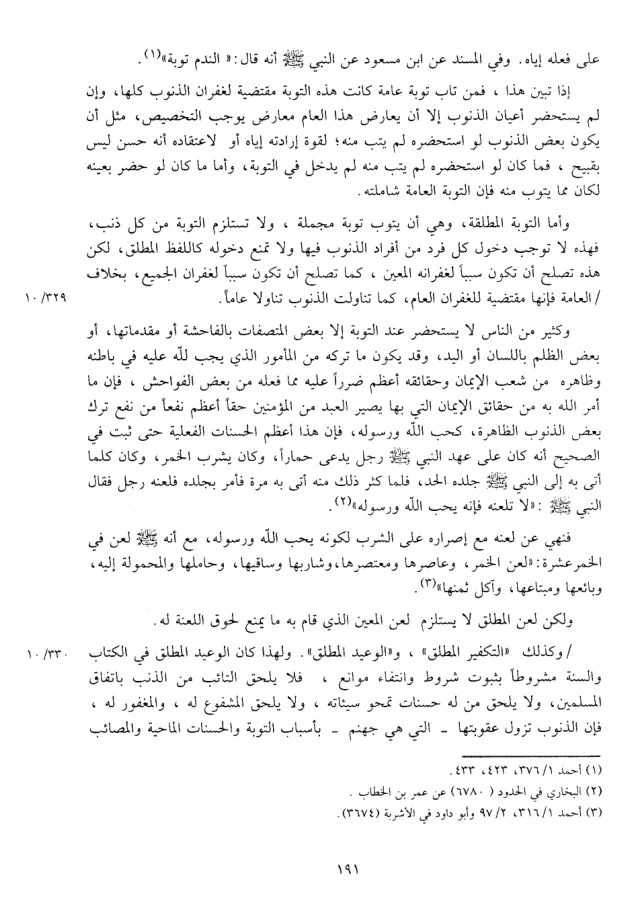 على فعله إياه. وفي المسند عن ابن مسعود عن النبي ﷺ أنه قال:« الندم توبة»(١).
إذا تبين هذا ، فمن تاب توبة عامة كانت هذه التوبة مقتضية لغفران الذنوب كلها، وإن
لم يستحضر أعيان الذنوب إلا أن يعارض هذا العام معارض يوجب التخصيص، مثل أن
يكون بعض الذنوب لو استحضره لم يتب منه؛ لقوة إرادته إياه أو لاعتقاده أنه حسن ليس
بقبيح ، فما كان لو استحضره لم يتب منه لم يدخل في التوبة، وأما ما كان لو حضر بعينه
لكان مما يتوب منه فإن التوبة العامة شاملته.
وأما التوبة المطلقة، وهي أن يتوب توبة مجملة ، ولا تستلزم التوبة من كل ذنب،
فهذه لا توجب دخول كل فرد من أفراد الذنوب فيها ولا تمنع دخوله كاللفظ المطلق، لكن
هذه تصلح أن تكون سبباً لغفرانه المعين ، كما تصلح أن تكون سبباً لغفران الجميع، بخلاف
/ العامة فإنها مقتضية للغفران العام، كما تناولت الذنوب تناولا عاماً.
١٠/٣٢٩
وكثير من الناس لا يستحضر عند التوبة إلا بعض المتصفات بالفاحشة أو مقدماتها، أو
بعض الظلم باللسان أو اليد، وقد يكون ما تركه من المأمور الذي يجب لله عليه في باطنه
وظاهره من شعب الإيمان وحقائقه أعظم ضرراً عليه مما فعله من بعض الفواحش ، فإن ما
أمر الله به من حقائق الإيمان التي بها يصير العبد من المؤمنين حقاً أعظم نفعاً من نفع ترك
بعض الذنوب الظاهرة، كحب الله ورسوله، فإن هذا أعظم الحسنات الفعلية حتى ثبت في
الصحيح أنه كان على عهد النبي ﷺ رجل يدعى حماراً، وكان يشرب الخمر، وكان كلما
أتى به إلى النبي ﷺ جلده الحد، فلما كثر ذلك منه أتى به مرة فأمر بجلده فلعنه رجل فقال
النبي ﷺ :«لا تلعنه فإنه يحب الله ورسوله»(٢).
فنهي عن لعنه مع إصراره على الشرب لكونه يحب الله ورسوله، مع أنه ﷺ لعن في
الخمرعشرة:«لعن الخمر، وعاصرها ومعتصرها،وشاربها وساقيها، وحاملها والمحمولة إليه،
وبائعها ومبتاعها، وآكل ثمنها»(٣).
ولكن لعن المطلق لا يستلزم لعن المعين الذي قام به ما يمنع لحوق اللعنة له.
/ وكذلك «التكفير المطلق» ، و«الوعيد المطلق». ولهذا كان الوعيد المطلق في الكتاب
١٠/٣٣٠
والسنة مشروطاً بثبوت شروط وانتفاء موانع ، فلا يلحق التائب من الذنب باتفاق
المسلمين، ولا يلحق من له حسنات تمحو سيئاته ، ولا يلحق المشفوع له ، والمغفور له ،
فإن الذنوب تزول عقوبتها ـ التي هي جهنم ـ بأسباب التوبة والحسنات الماحية والمصائب
(١) أحمد ١/ ٣٧٦، ٤٢٣، ٤٣٣.
(٢) البخاري في الحدود ( ٦٧٨٠) عن عمر بن الخطاب .
(٣) أحمد ١/ ٣١٦، ٢/ ٩٧ وأبو داود في الأشربة (٣٦٧٤).
١٩١